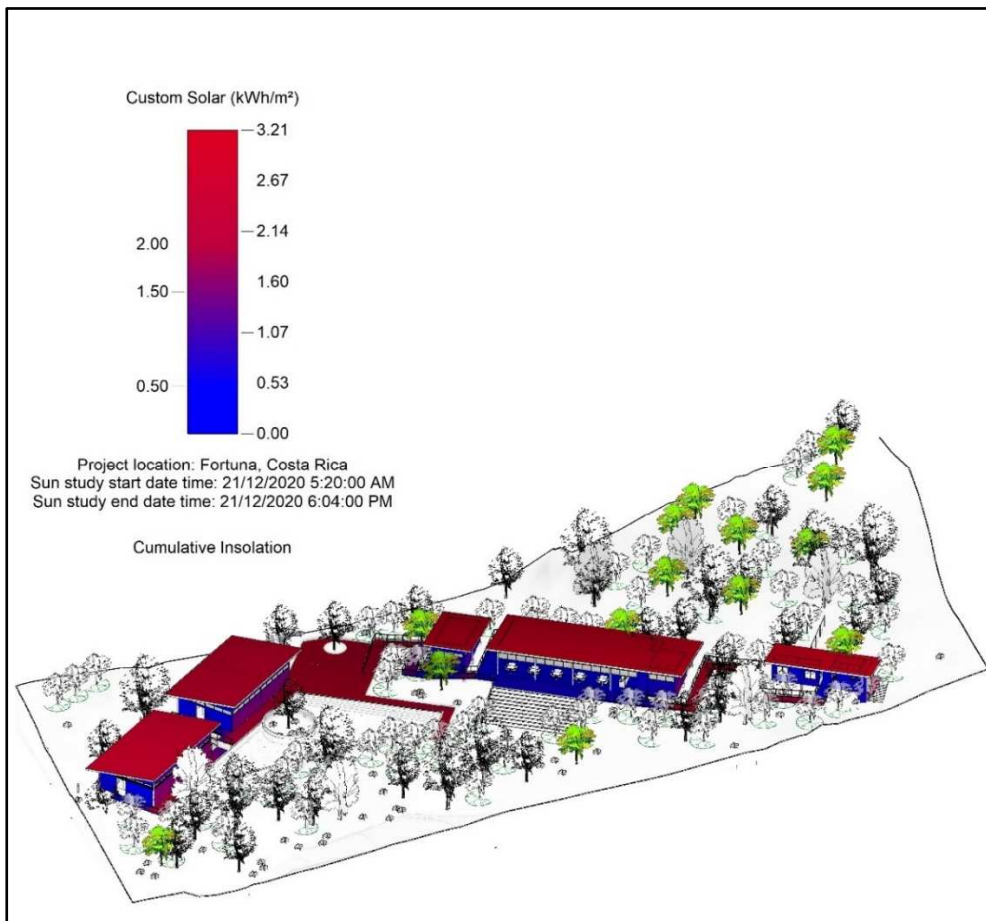 Custom Solar (kWh/m²)
3.21
2.67
2.14
2.00
1.60
1.50
1.07
0.50
0.53
0.00
Project location: Fortuna, Costa Rica
Sun study start date time: 21/12/2020 5:20:00 AM
Sun study end date time: 21/12/2020 6:04:00 PM
Cumulative Insolation